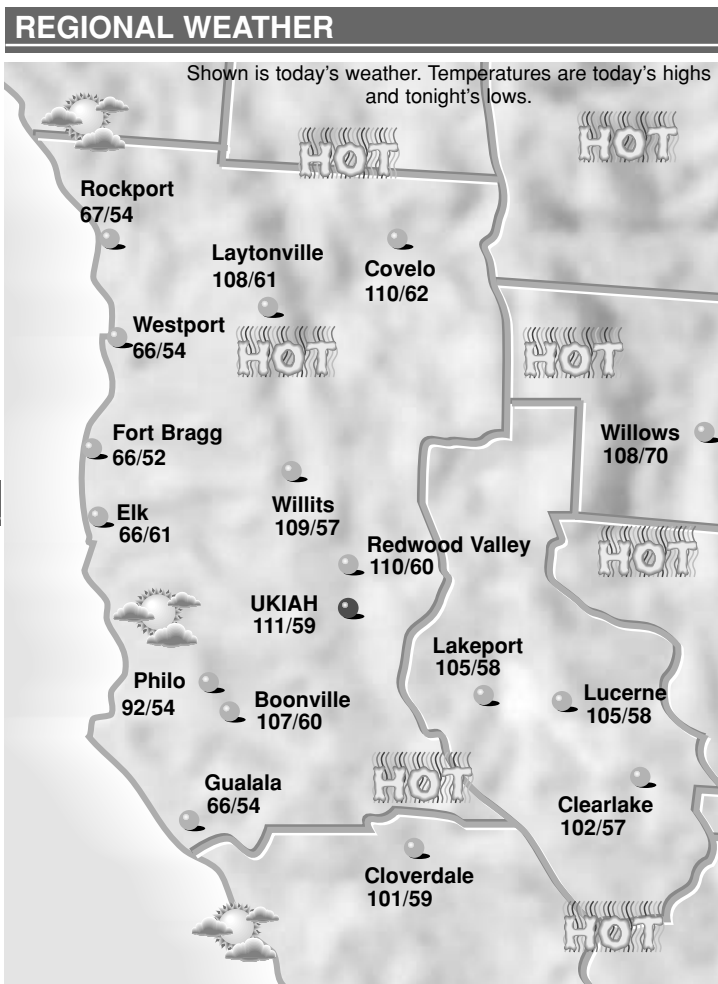 REGIONAL WEATHER
Shown is today's weather. Temperatures are today's highs
and tonight's lows.
HOT
HOT
Rockport
67/54
Laytonville
108/61
Covelo
110/62
Westport
66/54
HOT
HOT
Fort Bragg
66/52
Willows
108/70
Elk
66/61
Willits
109/57
Redwood Valley
110/60
HOT
UKIAH
111/59
Lakeport
105/58
Philo
92/54
Boonville
107/60
Lucerne
105/58
Gualala
66/54
HOT
Clearlake
102/57
Cloverdale
101/59
HOT